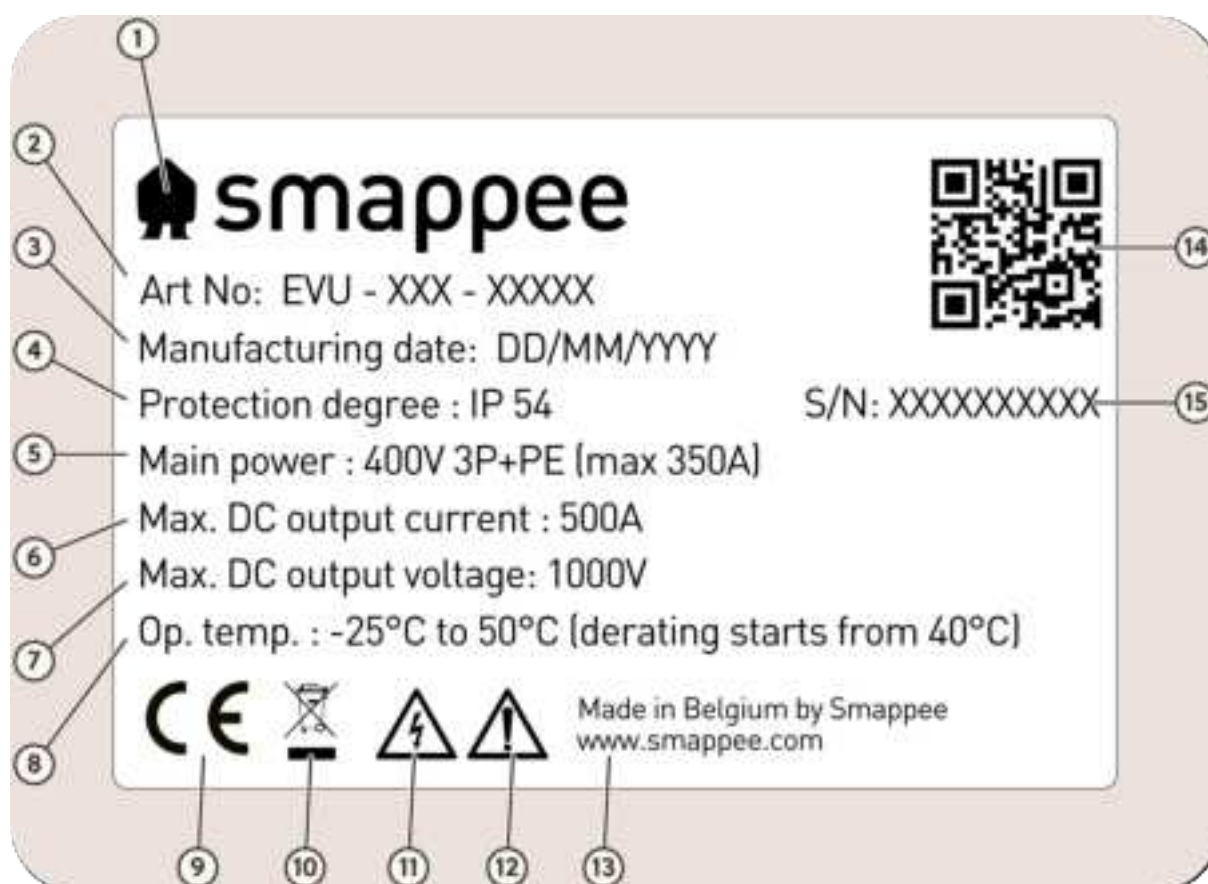 1
2
3
4
5
6
7
8
smappee
Art No: EVU - XXX - XXXXX
Manufacturing date: DD/MM/YYYY
Protection degree : IP 54
S/N: XXXXXXXXXX
Main power : 400V 3P+PE (max 350A)
Max. DC output current : 500A
Max. DC output voltage: 1000V
Op. temp. : -25°C to 50°C (derating starts from 40°C)
CE
Made in Belgium by Smappee
www.smappee.com
14
15
9
10
11
12
13